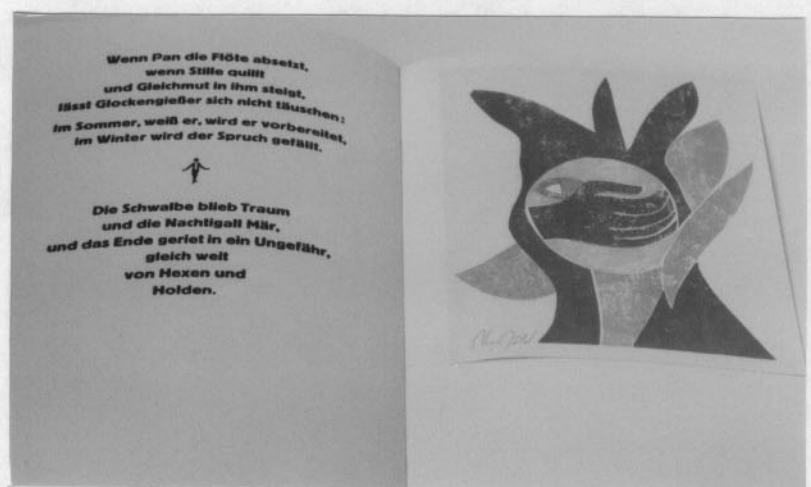 Wenn Pan die Flöte absetzt,
wenn Stille quillt
und Gleichmut in ihm steigt,
lässt Glockengießer sich nicht täuschen:
Im Sommer, weiß er, wird er vorbereitet,
im Winter wird der Spruch gefällt.
Die Schwalbe blieb Traum
und die Nachtigall Mär,
und das Ende geriet in ein Ungefähr,
gleich weit
von Hexen und
Holden.